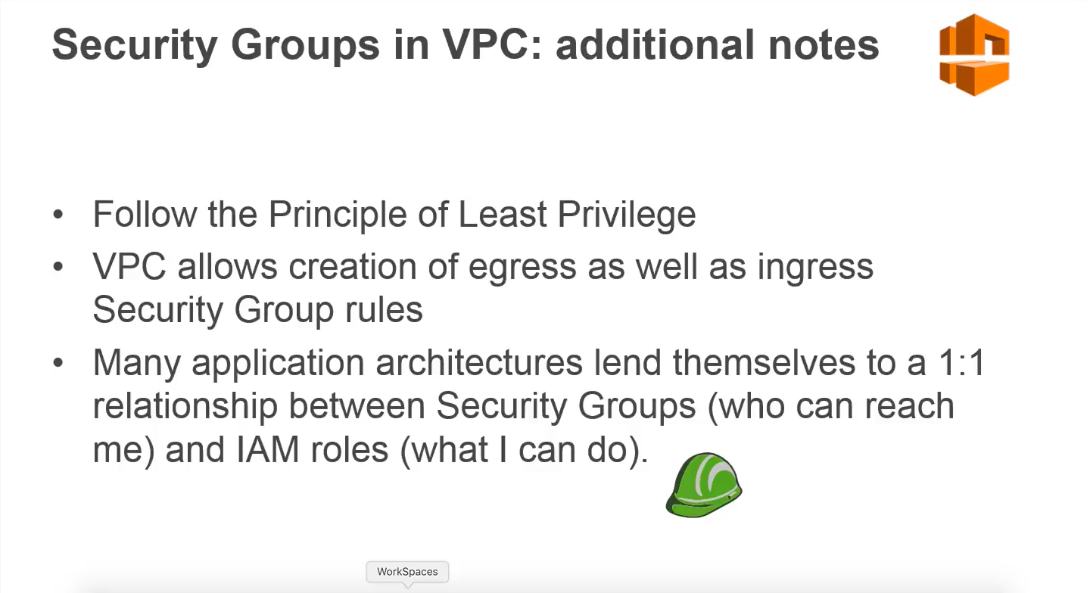 Security Groups in VPC: additional notes
• Follow the Principle of Least Privilege
• VPC allows creation of egress as well as ingress
Security Group rules
• Many application architectures lend themselves to a 1:1
relationship between Security Groups (who can reach
me) and IAM roles (what I can do).
WorkSpaces